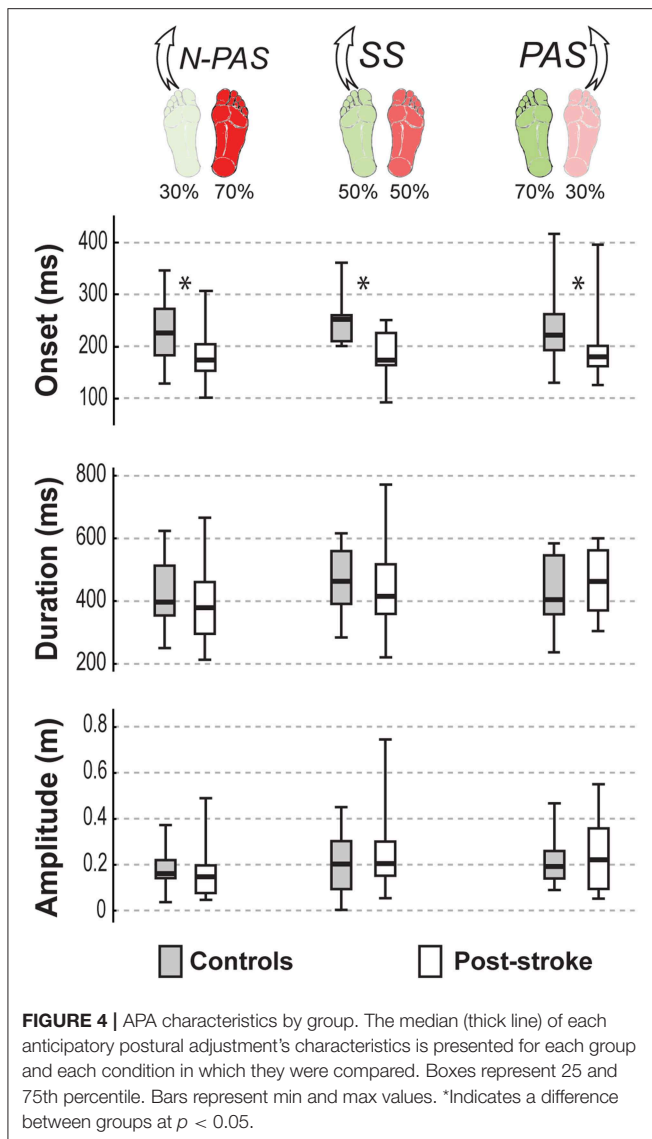 N-PAS SS PAS
30% 70% 50% 50% 70% 30%
Onset (ms)
400
300
200
100
* * *
Duration (ms)
800
600
400
200
Amplitude (m)
0.8
0.6
0.4
0.2
0
Controls Post-stroke
FIGURE 4 | APA characteristics by group. The median (thick line) of each
anticipatory postural adjustment's characteristics is presented for each group
and each condition in which they were compared. Boxes represent 25 and
75th percentile. Bars represent min and max values. *Indicates a difference
between groups at p < 0.05.